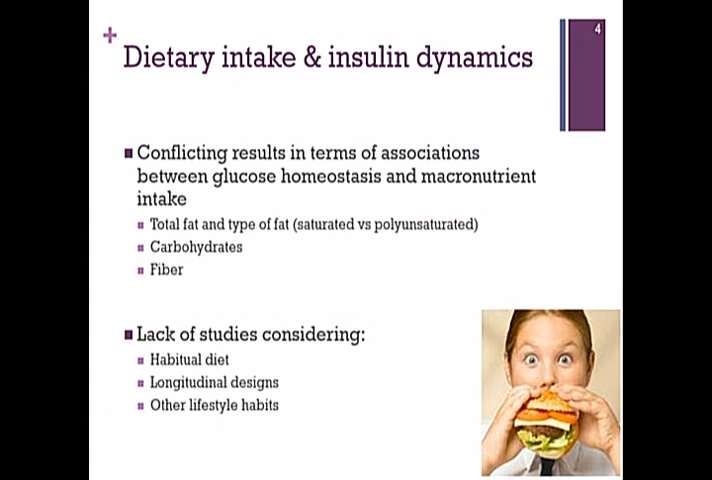 4
+
Dietary intake & insulin dynamics
Conflicting results in terms of associations
between glucose homeostasis and macronutrient
intake
Total fat and type of fat (saturated vs polyunsaturated)
Carbohydrates
Fiber
Lack of studies considering:
Habitual diet
Longitudinal designs
Other lifestyle habits